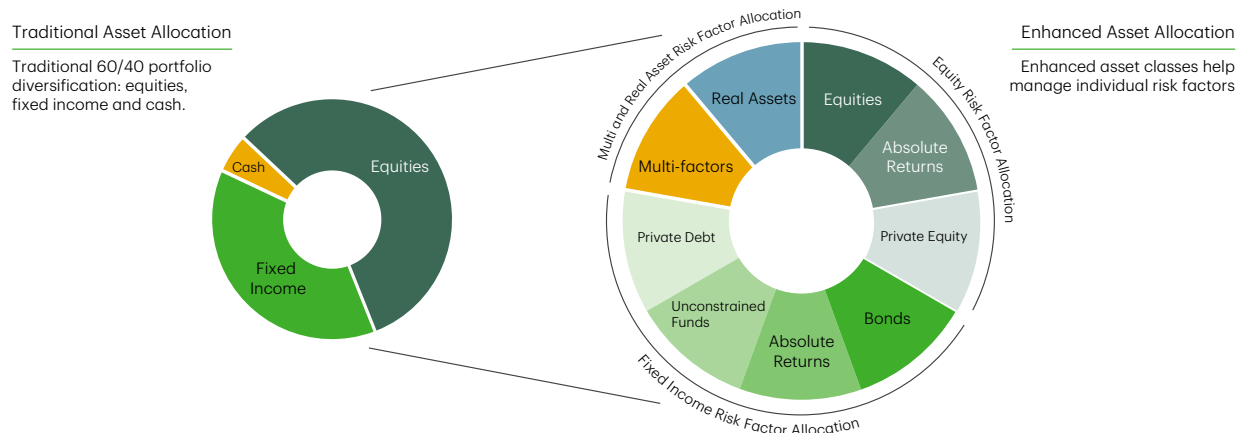 Traditional Asset Allocation
Traditional 60/40 portfolio
diversification: equities,
fixed income and cash.
Equities
Cash
Fixed
Income
Multi and Real Asset Risk Factor Allocation
Equity Risk Factor Allocation
Fixed Income Risk Factor Allocation
Real Assets
Equities
Absolute
Returns
Multi-factors
Private Debt
Private Equity
Unconstrained
Funds
Absolute
Returns
Bonds
Enhanced Asset Allocation
Enhanced asset classes help
manage individual risk factors